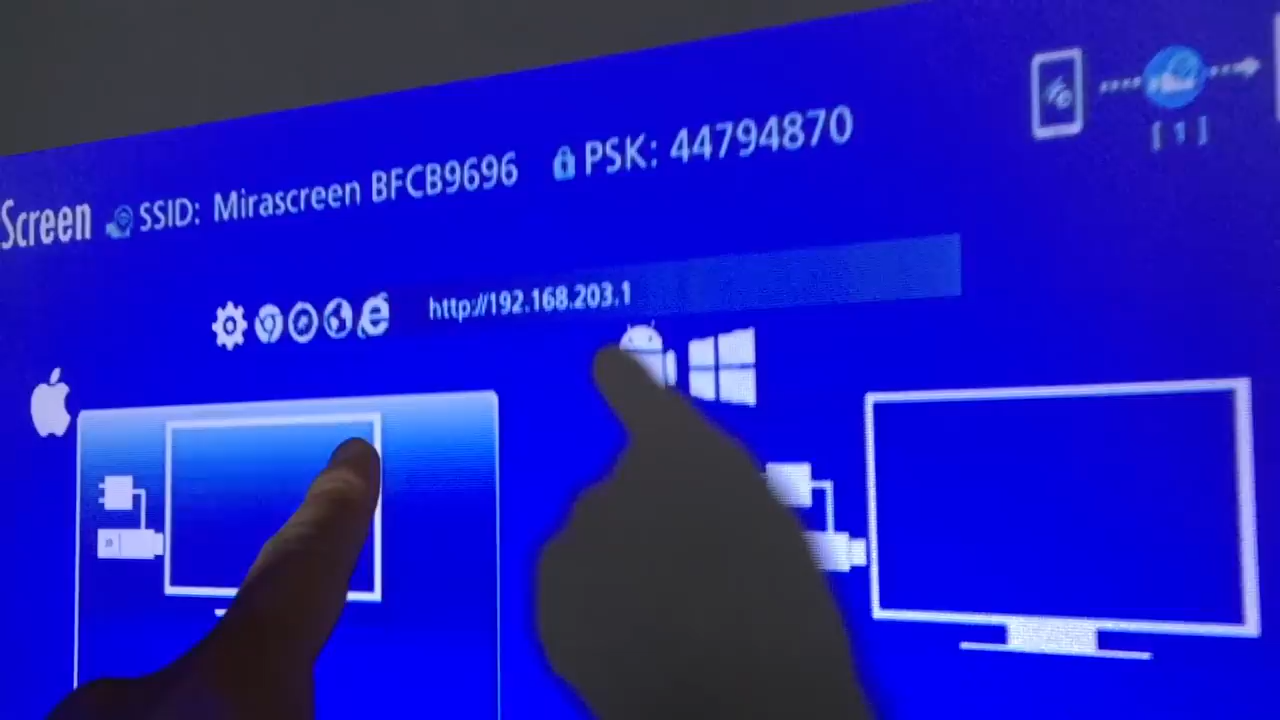 Screen SSID: Mirascreen BFCB9696 PSK: 44794870
[ 1 ]
http://192.168.203.1